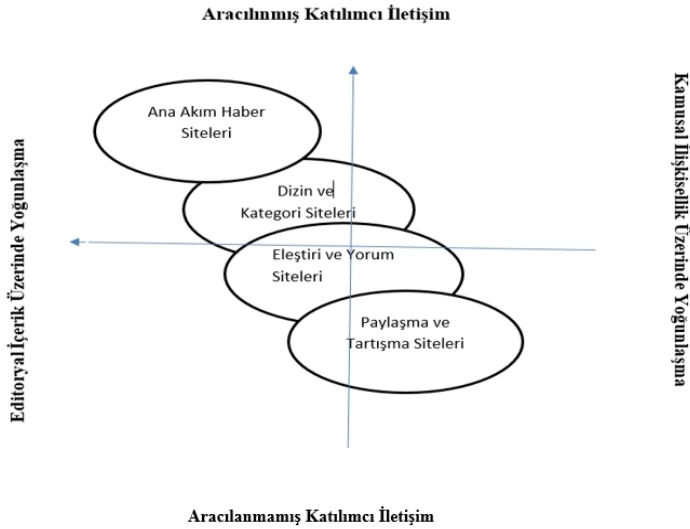 Aracılınmış Katılımcı İletişim
Ana Akım Haber
Siteleri
Dizin ve
Kategori Siteleri
Eleştiri ve Yorum
Siteleri
Paylaşma ve
Tartışma Siteleri
Editoryal İçerik Üzerinde Yoğunlaşma
Kamusal İlişkisellik Üzerinde Yoğunlaşma
Aracılanmamış Katılımcı İletişim